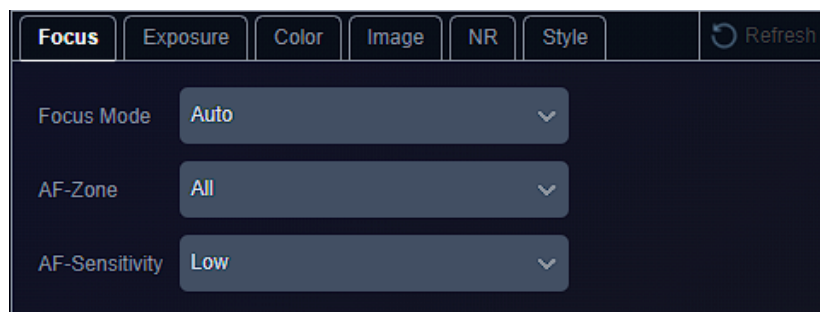 Focus Exposure Color Image NR Style Refresh
Focus Mode Auto
AF-Zone All
AF-Sensitivity Low